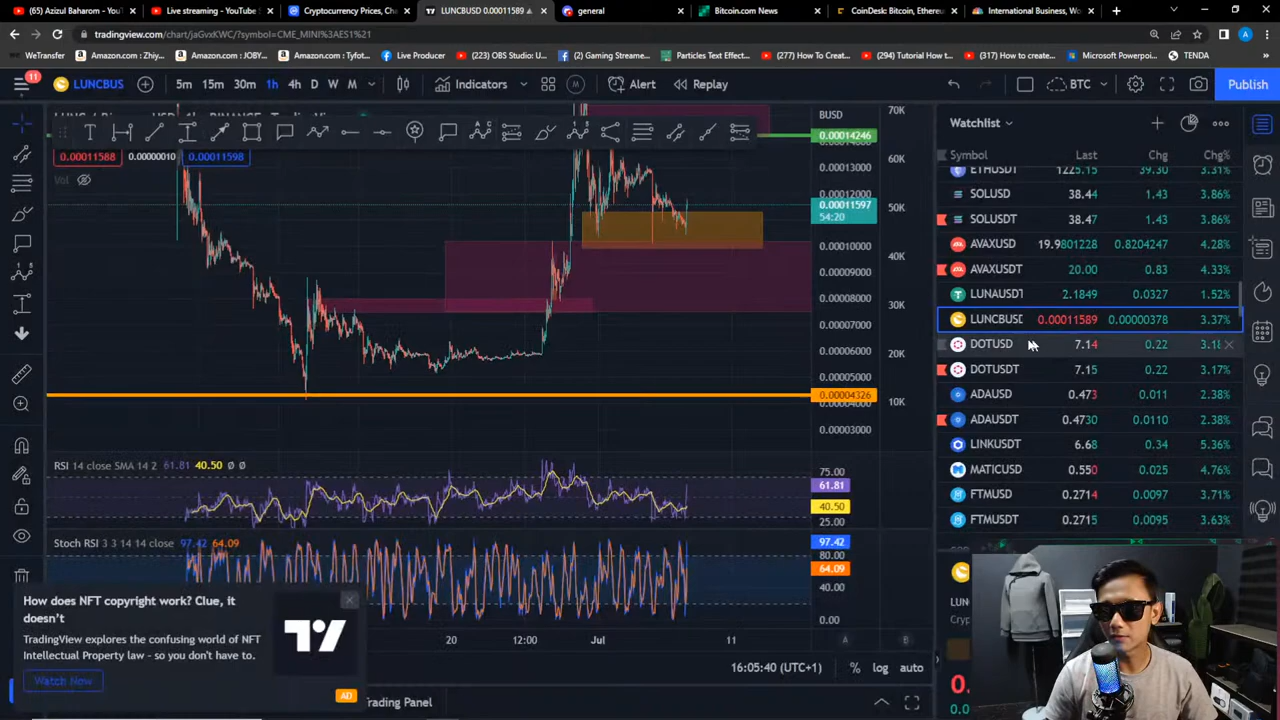 (65) Azizul Baharom - You
Live streaming - YouTub
Cryptocurrency Prices, Char
LUNCBUSD 0.00011589
general
Bitcoin.com News
CoinDesk: Bitcoin, Ethereu
International Business, Wo
tradingview.com/chart/jaGvxKWC/?symbol=CME_MINI%3AES1%21
WeTransfer
Amazon.com : Zhiy...
Amazon.com: JOBY...
Amazon.com : Tyfot...
Live Producer
(223) OBS Studio: U...
(2) Gaming Stream...
Particles Text Effect...
(277) How To Creat...
(294) Tutorial How t...
(317) How to creat...
Microsoft Powerpoi...
TENDA
11
LUNCBUS
5m 15m 30m 1h 4h D W M
Indicators
Alert
Replay
BTC
Publish
0.00011588
0.00000010
0.00011598
Vol
BUSD
70K
0.00014246
60K
0.00013000
0.00012000
0.00011597
54:20
50K
0.00010000
40K
0.00009000
0.00008000
30K
0.00007000
0.00006000
20K
0.00005000
0.00004326
10K
0.00003000
Watchlist
Symbol Last Chg Chg%
ETHUSDT 1225.15 39.30 3.31%
SOLUSD 38.44 1.43 3.86%
SOLUSDT 38.47 1.43 3.86%
AVAXUSD 19.9801228 0.8204247 4.28%
AVAXUSDT 20.00 0.83 4.33%
LUNAUSDT 2.1849 0.0327 1.52%
LUNCBUSD 0.00011589 0.00000378 3.37%
DOTUSD 7.14 0.22 3.18
DOTUSDT 7.15 0.22 3.17%
ADAUSD 0.473 0.011 2.38%
ADAUSDT 0.4730 0.0110 2.38%
LINKUSDT 6.68 0.34 5.36%
MATICUSD 0.550 0.025 4.76%
FTMUSD 0.2714 0.0097 3.71%
FTMUSDT 0.2715 0.0095 3.63%
RSI 14 close SMA 14 2 61.81 40.50 Ø Ø
75.00
61.81
40.50
25.00
Stoch RSI 3 3 14 14 close 97.42 64.09
97.42
80.00
64.09
40.00
0.00
How does NFT copyright work? Clue, it
doesn't
TradingView explores the confusing world of NFT
Intellectual Property law - so you don't have to.
Watch Now
AD
20 12:00 Jul 11
A B
16:05:40 (UTC+1)
% log auto
Trading Panel
LUN
Cryp
0.
0.0